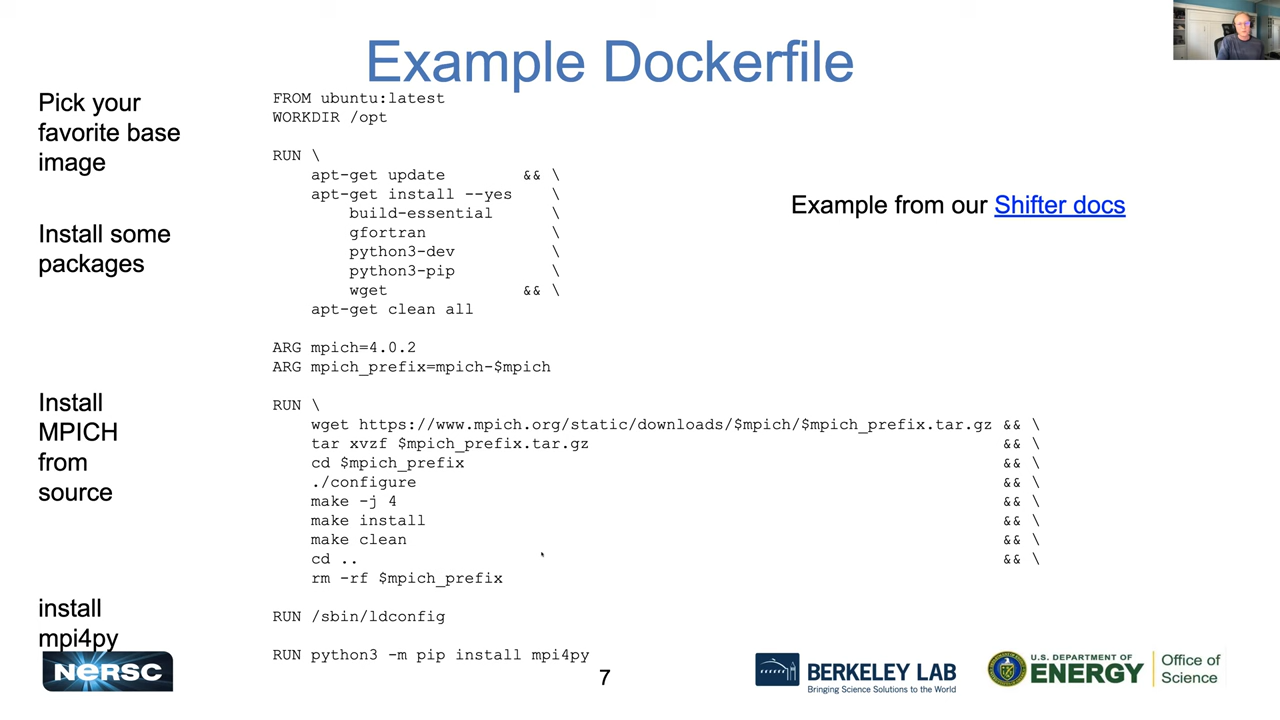 Example Dockerfile
Pick your
favorite base
image
Install some
packages
Install
MPICH
from
source
install
mpi4py
FROM ubuntu:latest
WORKDIR /opt
RUN \
apt-get update && \
apt-get install --yes \
build-essential \
gfortran \
python3-dev \
python3-pip \
wget && \
apt-get clean all
ARG mpich=4.0.2
ARG mpich_prefix=mpich-$mpich
RUN \
wget https://www.mpich.org/static/downloads/$mpich/$mpich_prefix.tar.gz && \
tar xvzf $mpich_prefix.tar.gz && \
cd $mpich_prefix && \
./configure && \
make -j 4 && \
make install && \
make clean && \
cd .. && \
rm -rf $mpich_prefix
RUN /sbin/ldconfig
RUN python3 -m pip install mpi4py
Example from our Shifter docs
NERSC
7
BERKELEY LAB
Bringing Science Solutions to the World
U.S. DEPARTMENT OF
ENERGY
Office of
Science